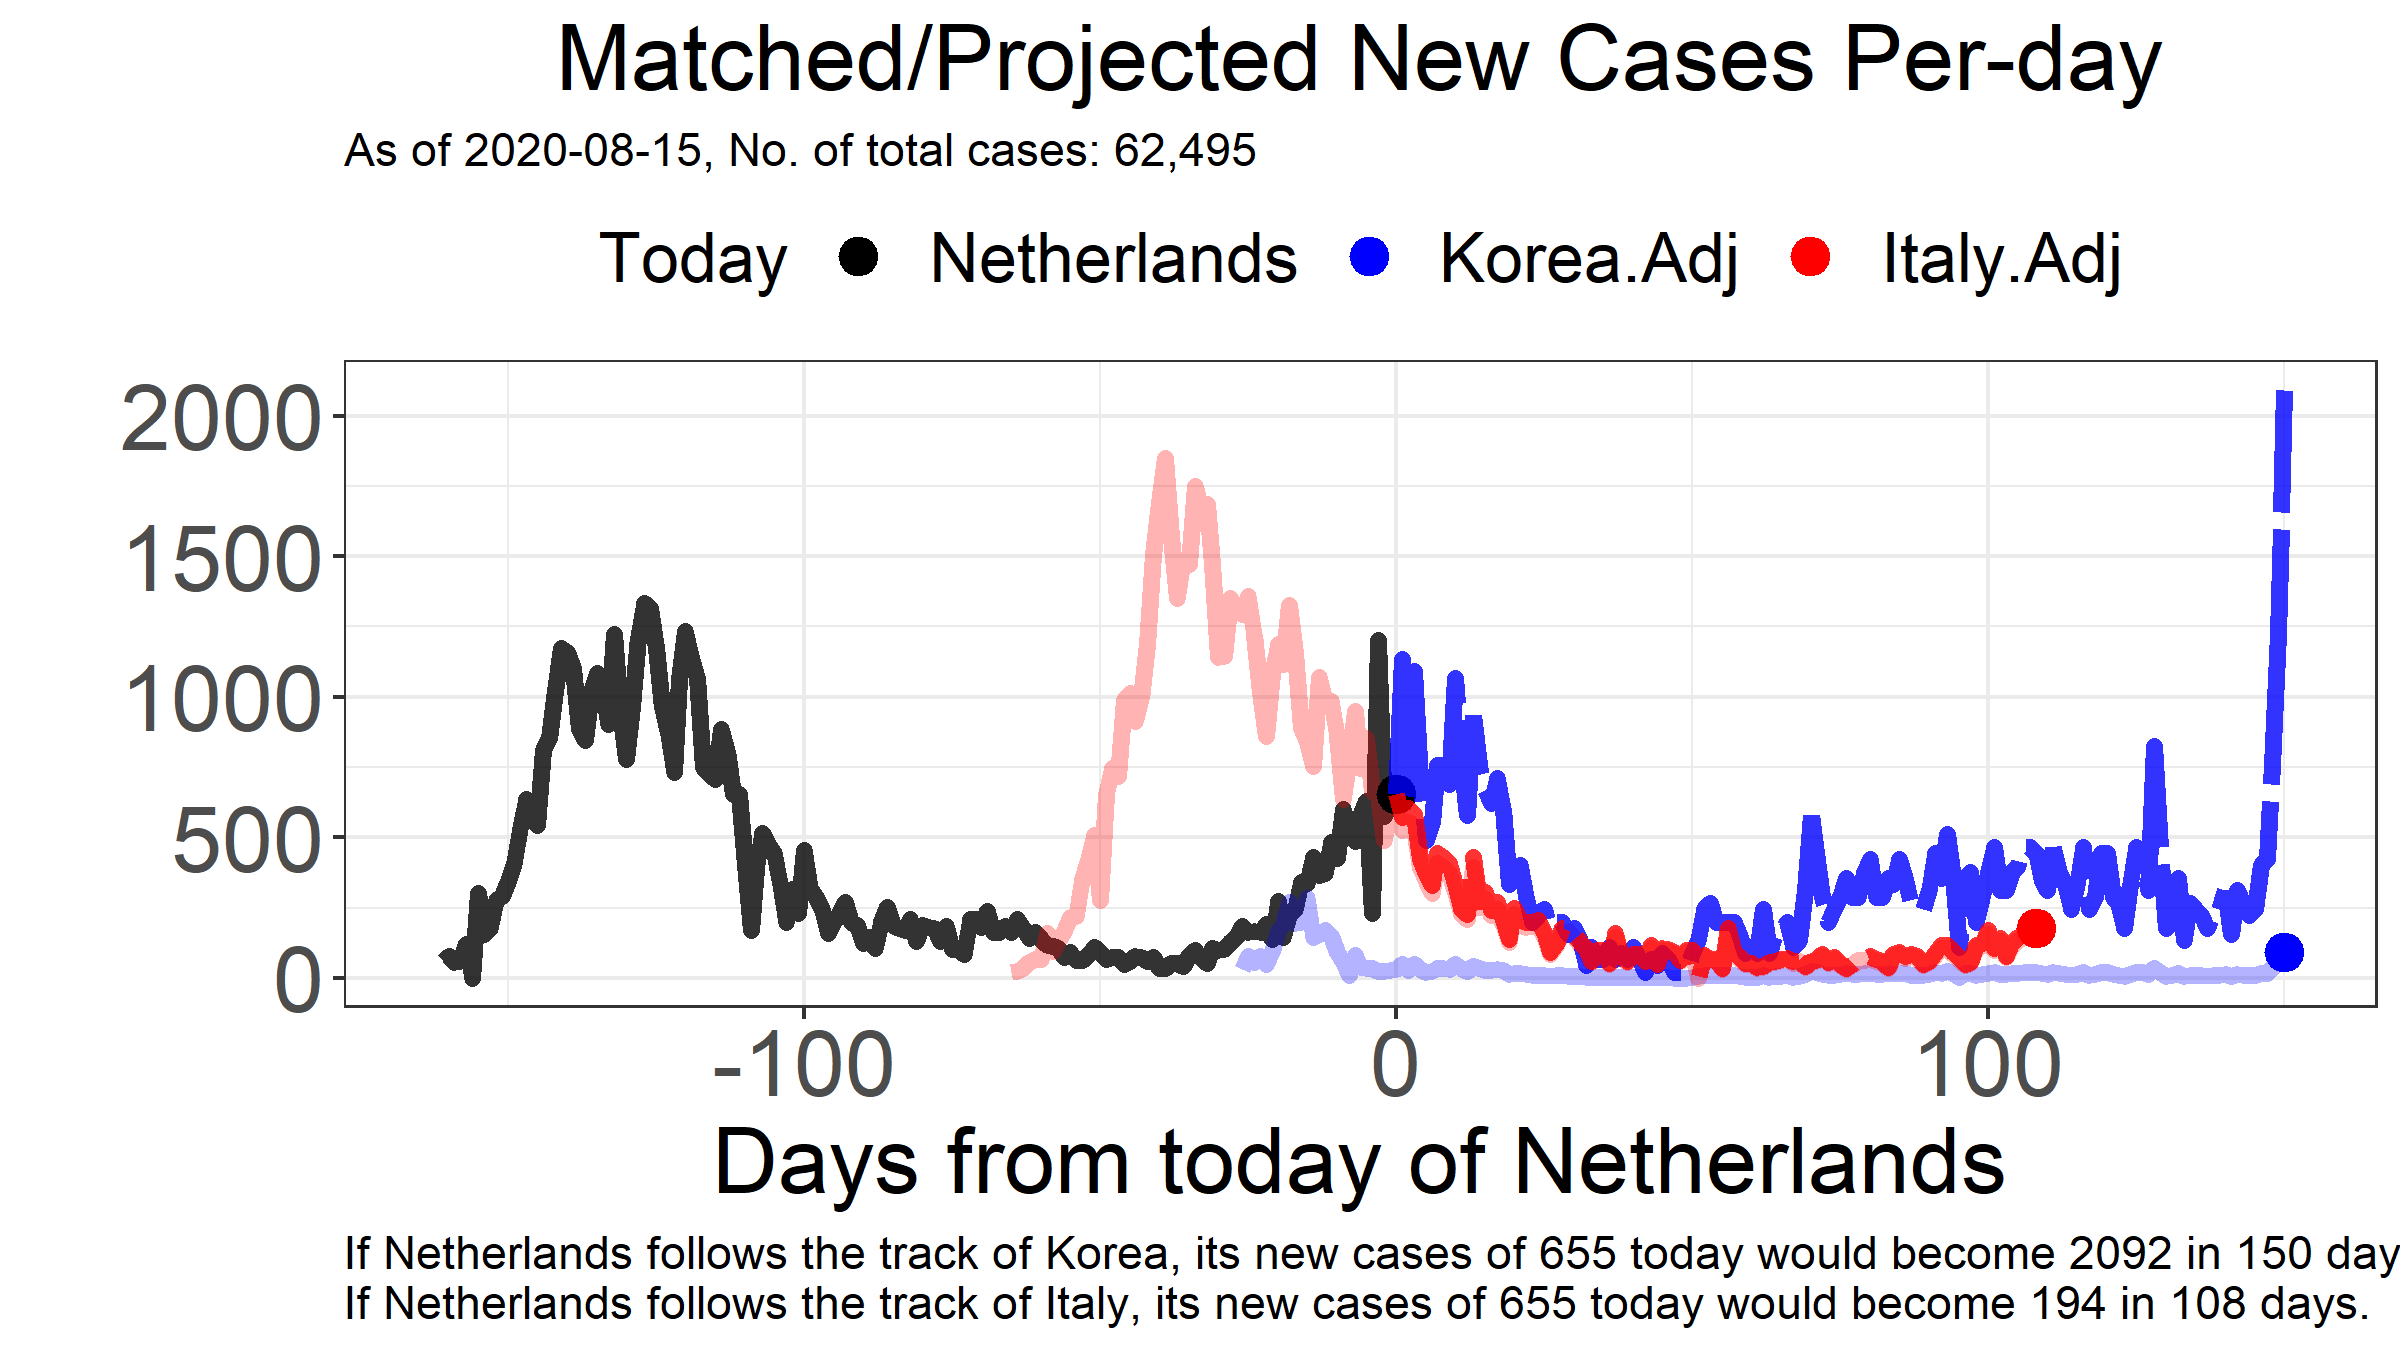 Matched/Projected New Cases Per-day
As of 2020-08-15, No. of total cases: 62,495
Today Netherlands Korea.Adj Italy.Adj
2000
1500
1000
500
0
-100 0 100
Days from today of Netherlands
If Netherlands follows the track of Korea, its new cases of 655 today would become 2092 in 150 day
If Netherlands follows the track of Italy, its new cases of 655 today would become 194 in 108 days.